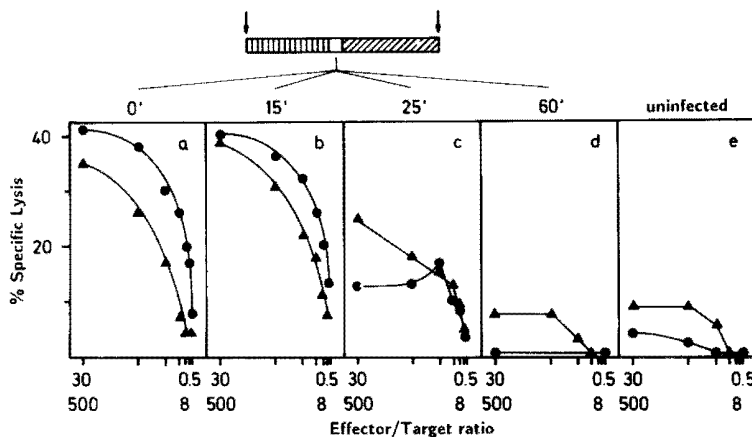 0' 15' 25' 60' uninfected
40 a b c d e
20
% Specific Lysis
30 0.5 30 0.5 30 0.5 30 0.5 30 0.5
500 8 500 8 500 8 500 8 500 8
Effector/Target ratio